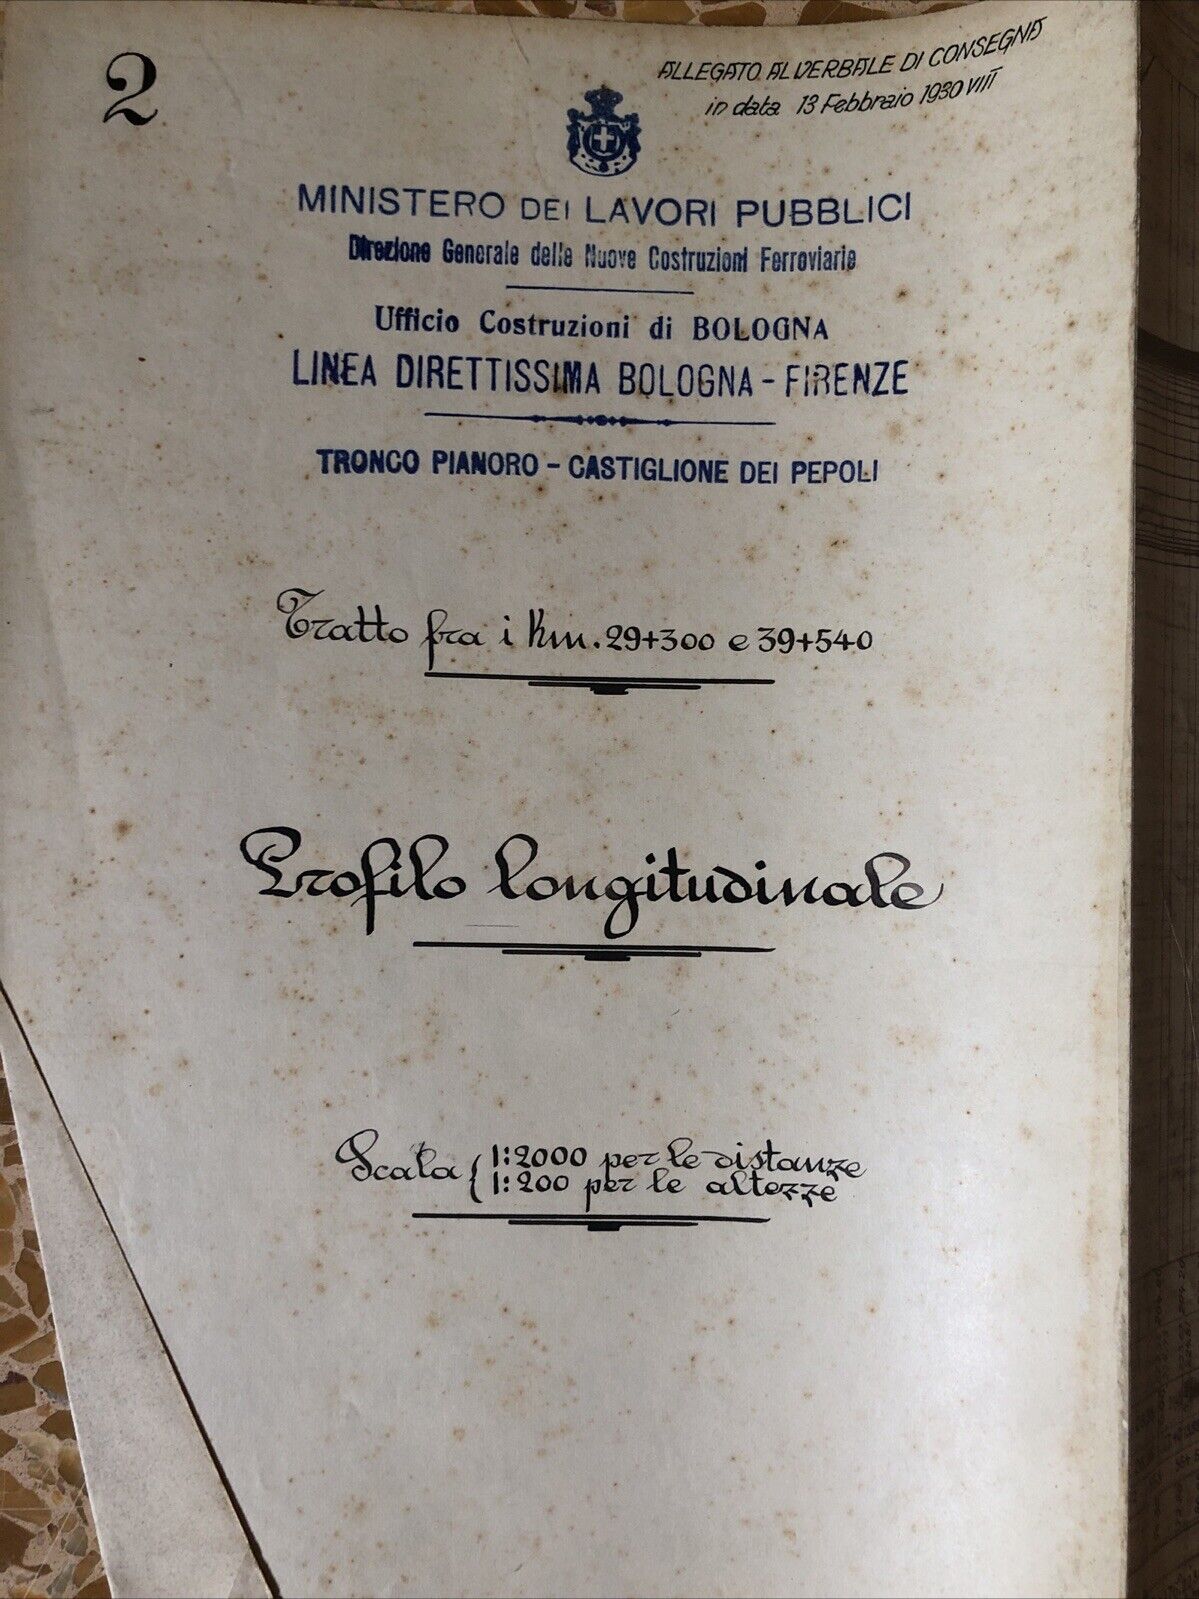 2
ALLEGATO AL VERBALE DI CONSEGNA
in data 13 Febbraio 1930 VIII
MINISTERO DEI LAVORI PUBBLICI
Direzione Generale delle Nuove Costruzioni Ferroviarie
Ufficio Costruzioni di BOLOGNA
LINEA DIRETTISSIMA BOLOGNA - FIRENZE
TRONCO PIANORO - CASTIGLIONE DEI PEPOLI
Tratto fra i Km. 29+300 e 39+540
Profilo longitudinale
Scala { 1:2000 per le distanze
1:200 per le altezze